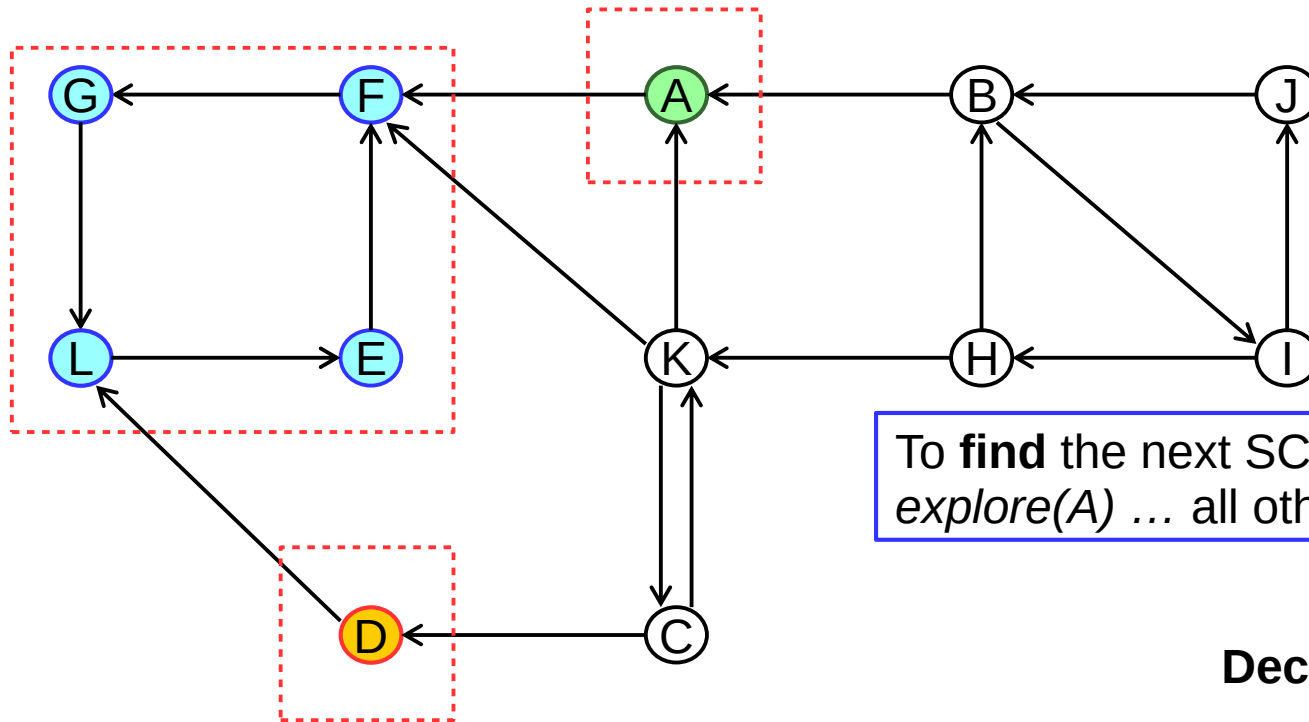 G F A B J
L E K H I
To find the next SC
explore(A) … all oth
D C
Dec